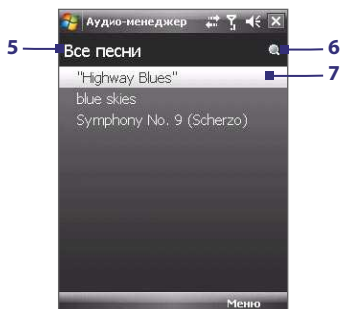 Аудио-менеджер
5 Все песни 6
"Highway Blues" 7
blue skies
Symphony No. 9 (Scherzo)
Меню